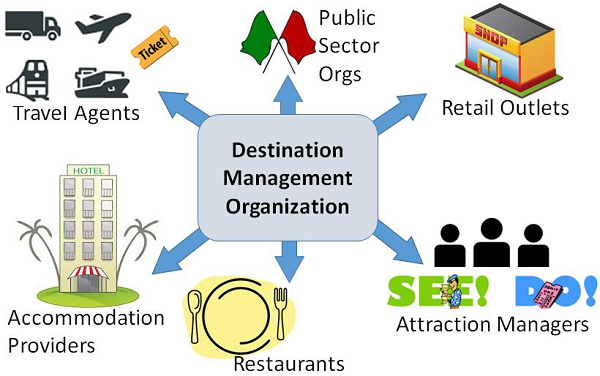 Ticket
Travel Agents
Public
Sector
Orgs
SHOP
Retail Outlets
Destination
Management
Organization
HOTEL
Accommodation
Providers
Restaurants
SEE! DO!
Attraction Managers